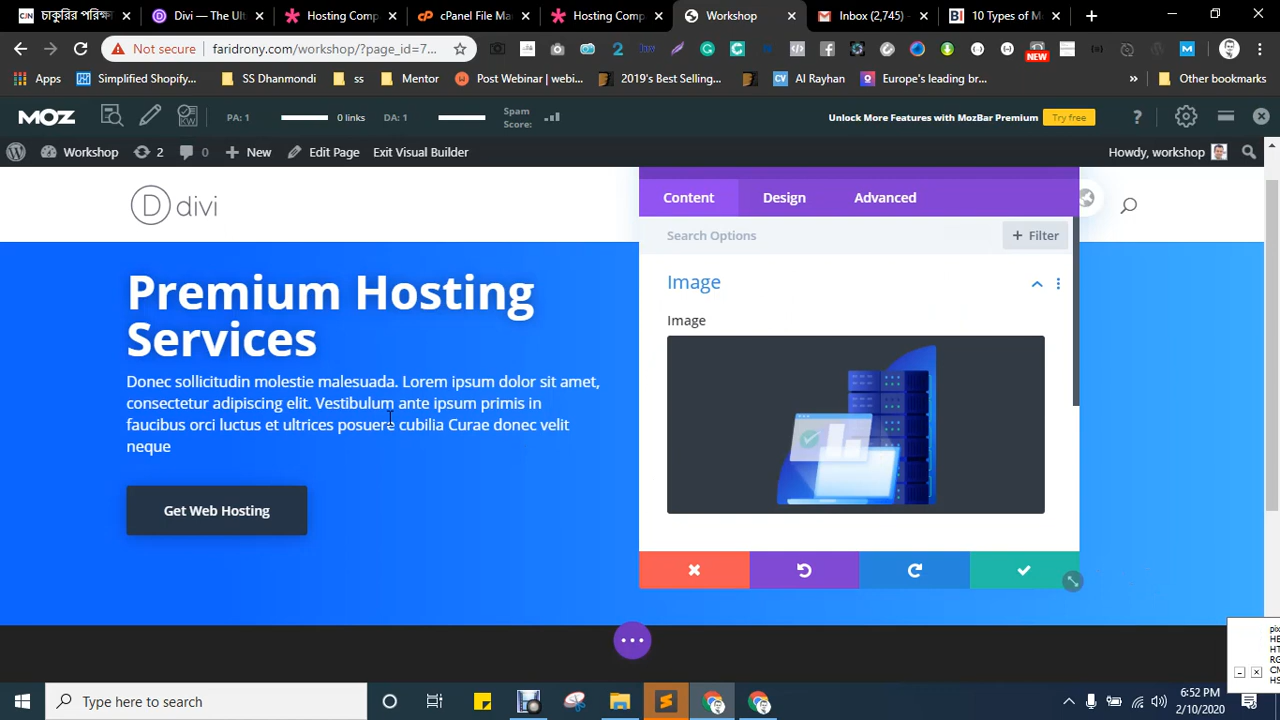 চাকুরির প্রস্তুতি
Divi — The Ult
Hosting Comp
cPanel File Ma
Hosting Comp
Workshop
Inbox (2,745) -
10 Types of Me
Not secure
faridrony.com/workshop/?page_id=7...
NEW
Apps
Simplified Shopify...
SS Dhanmondi
ss
Mentor
Post Webinar | webi...
2019's Best Selling...
Al Rayhan
Europe's leading br...
Other bookmarks
MOZ
PA: 1
0 links
DA: 1
Spam
Score:
Unlock More Features with MozBar Premium
Try free
Workshop
2
0
New
Edit Page
Exit Visual Builder
Howdy, workshop
divi
Content
Design
Advanced
Search Options
+ Filter
Image
Image
Premium Hosting
Services
Donec sollicitudin molestie malesuada. Lorem ipsum dolor sit amet,
consectetur adipiscing elit. Vestibulum ante ipsum primis in
faucibus orci luctus et ultrices posuere cubilia Curae donec velit
neque
Get Web Hosting
Type here to search
6:52 PM
2/10/2020